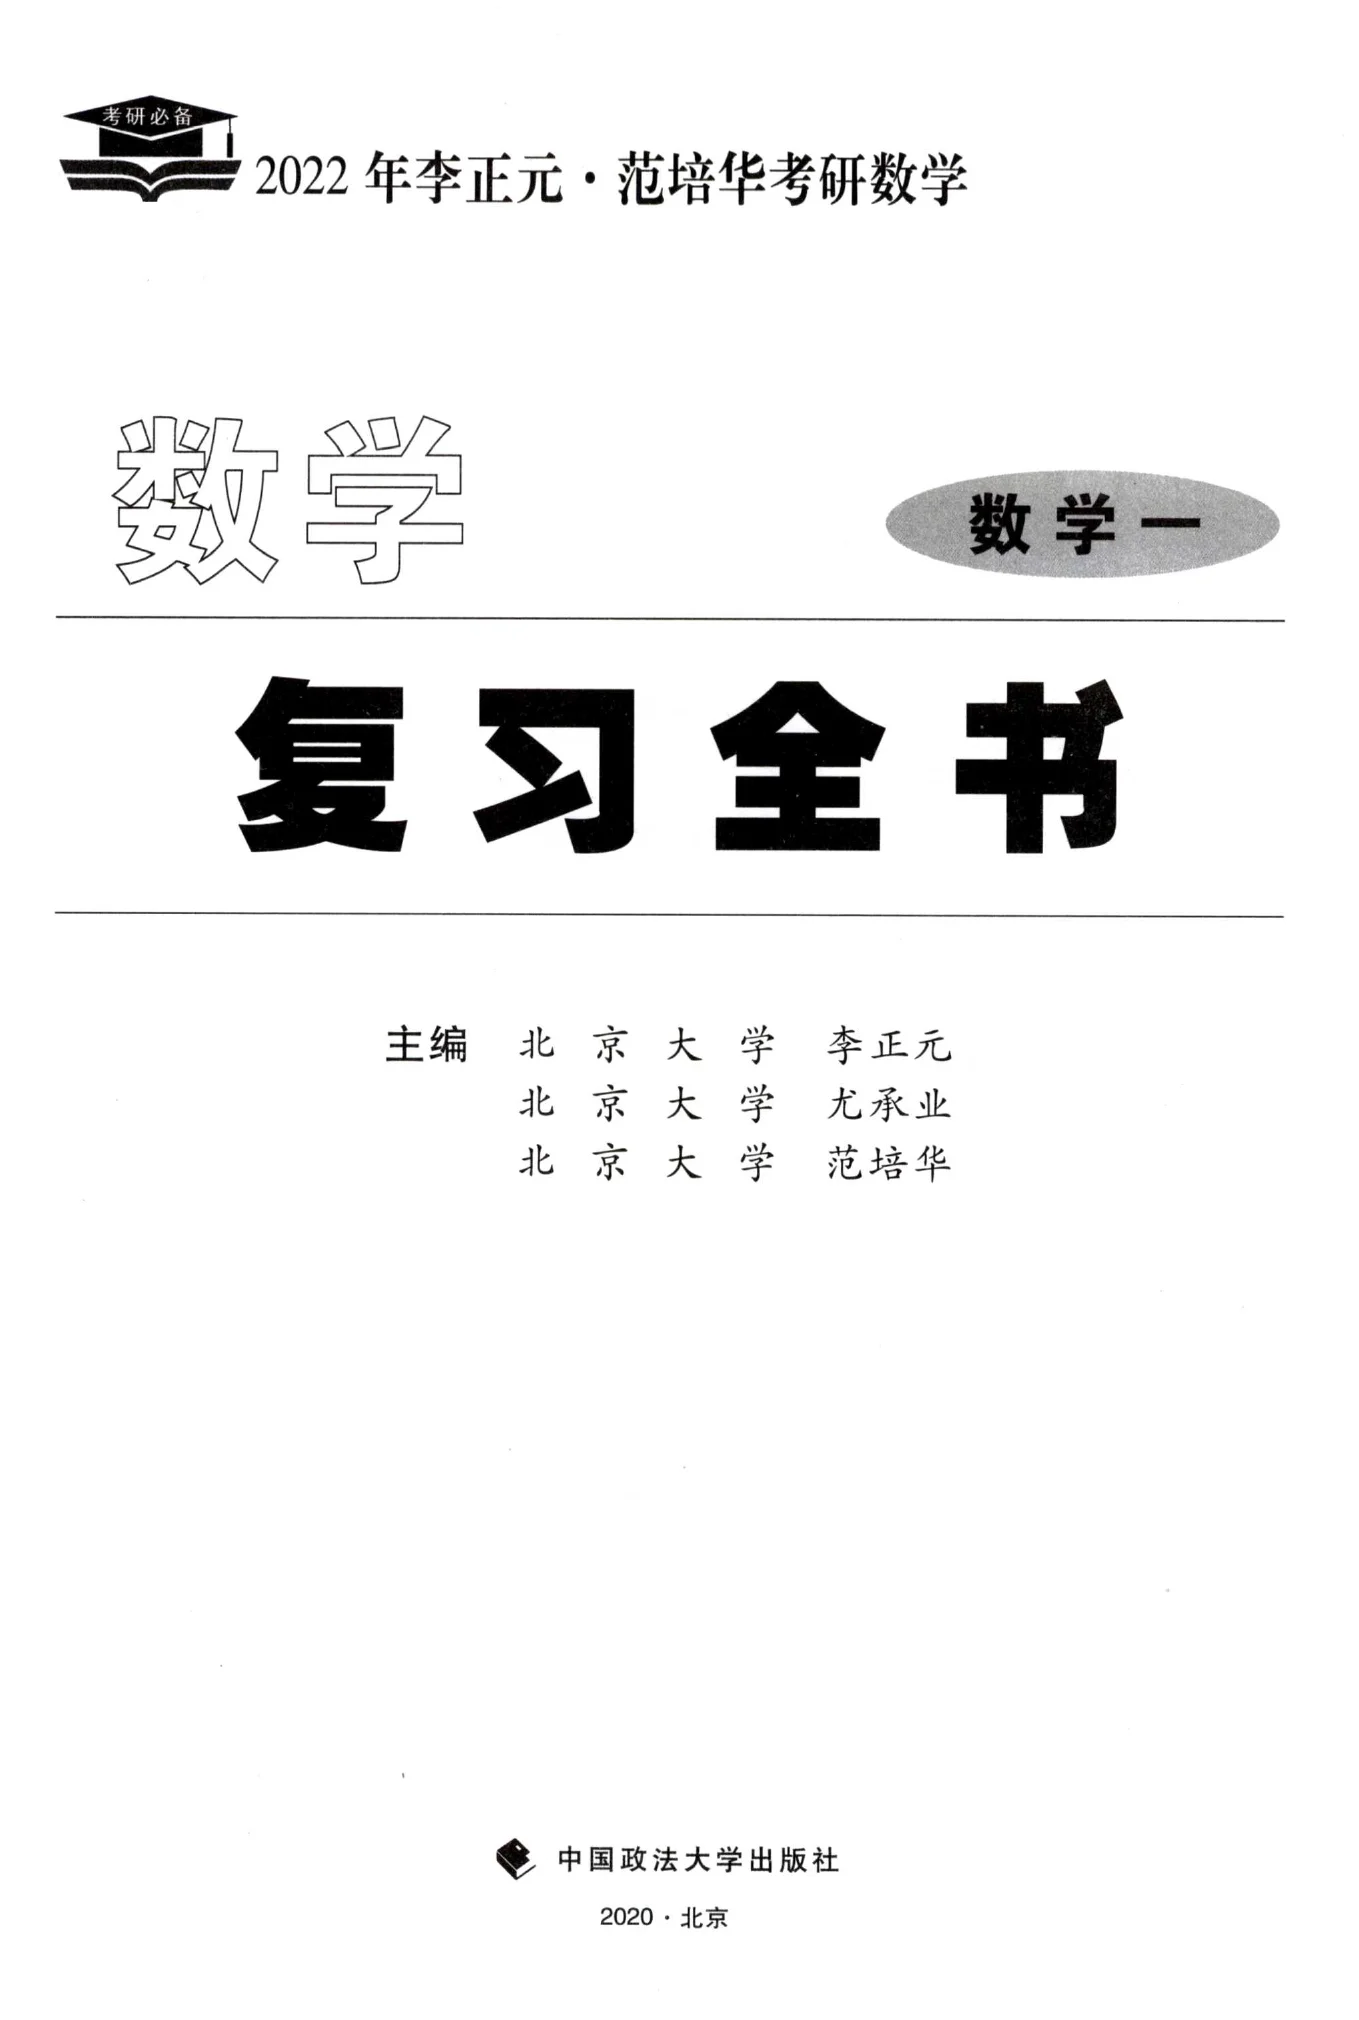 考研必备
2022年李正元·范培华考研数学
数学
数学一
复习全书
主编 北京大学 李正元
北京大学 尤承业
北京大学 范培华
中国政法大学出版社
2020·北京